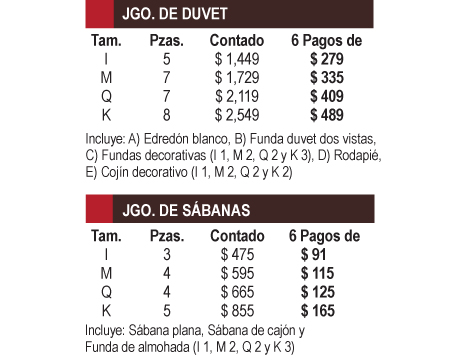 JGO. DE DUVET
Tam. Pzas. Contado 6 Pagos de
I 5 $ 1,449 $ 279
M 7 $ 1,729 $ 335
Q 7 $ 2,119 $ 409
K 8 $ 2,549 $ 489
Incluye: A) Edredón blanco, B) Funda duvet dos vistas,
C) Fundas decorativas (I 1, M 2, Q 2 y K 3), D) Rodapié,
E) Cojín decorativo (I 1, M 2, Q 2 y K 2)
JGO. DE SÁBANAS
Tam. Pzas. Contado 6 Pagos de
I 3 $ 475 $ 91
M 4 $ 595 $ 115
Q 4 $ 665 $ 125
K 5 $ 855 $ 165
Incluye: Sábana plana, Sábana de cajón y
Funda de almohada (I 1, M 2, Q 2 y K 3)